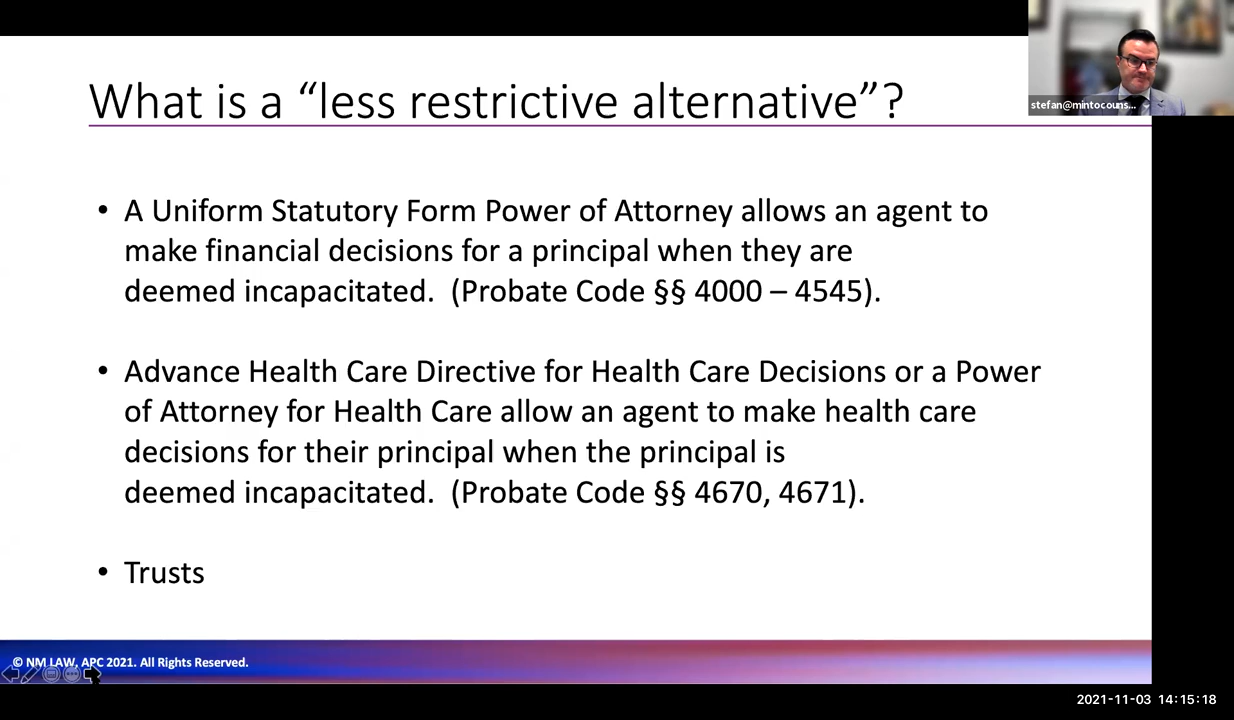 What is a “less restrictive alternative”?
stefan@mintocouns...
• A Uniform Statutory Form Power of Attorney allows an agent to
make financial decisions for a principal when they are
deemed incapacitated.  (Probate Code §§ 4000 – 4545).
• Advance Health Care Directive for Health Care Decisions or a Power
of Attorney for Health Care allow an agent to make health care
decisions for their principal when the principal is
deemed incapacitated.  (Probate Code §§ 4670, 4671).
• Trusts
© NM LAW, APC 2021. All Rights Reserved.
2021-11-03 14:15:18